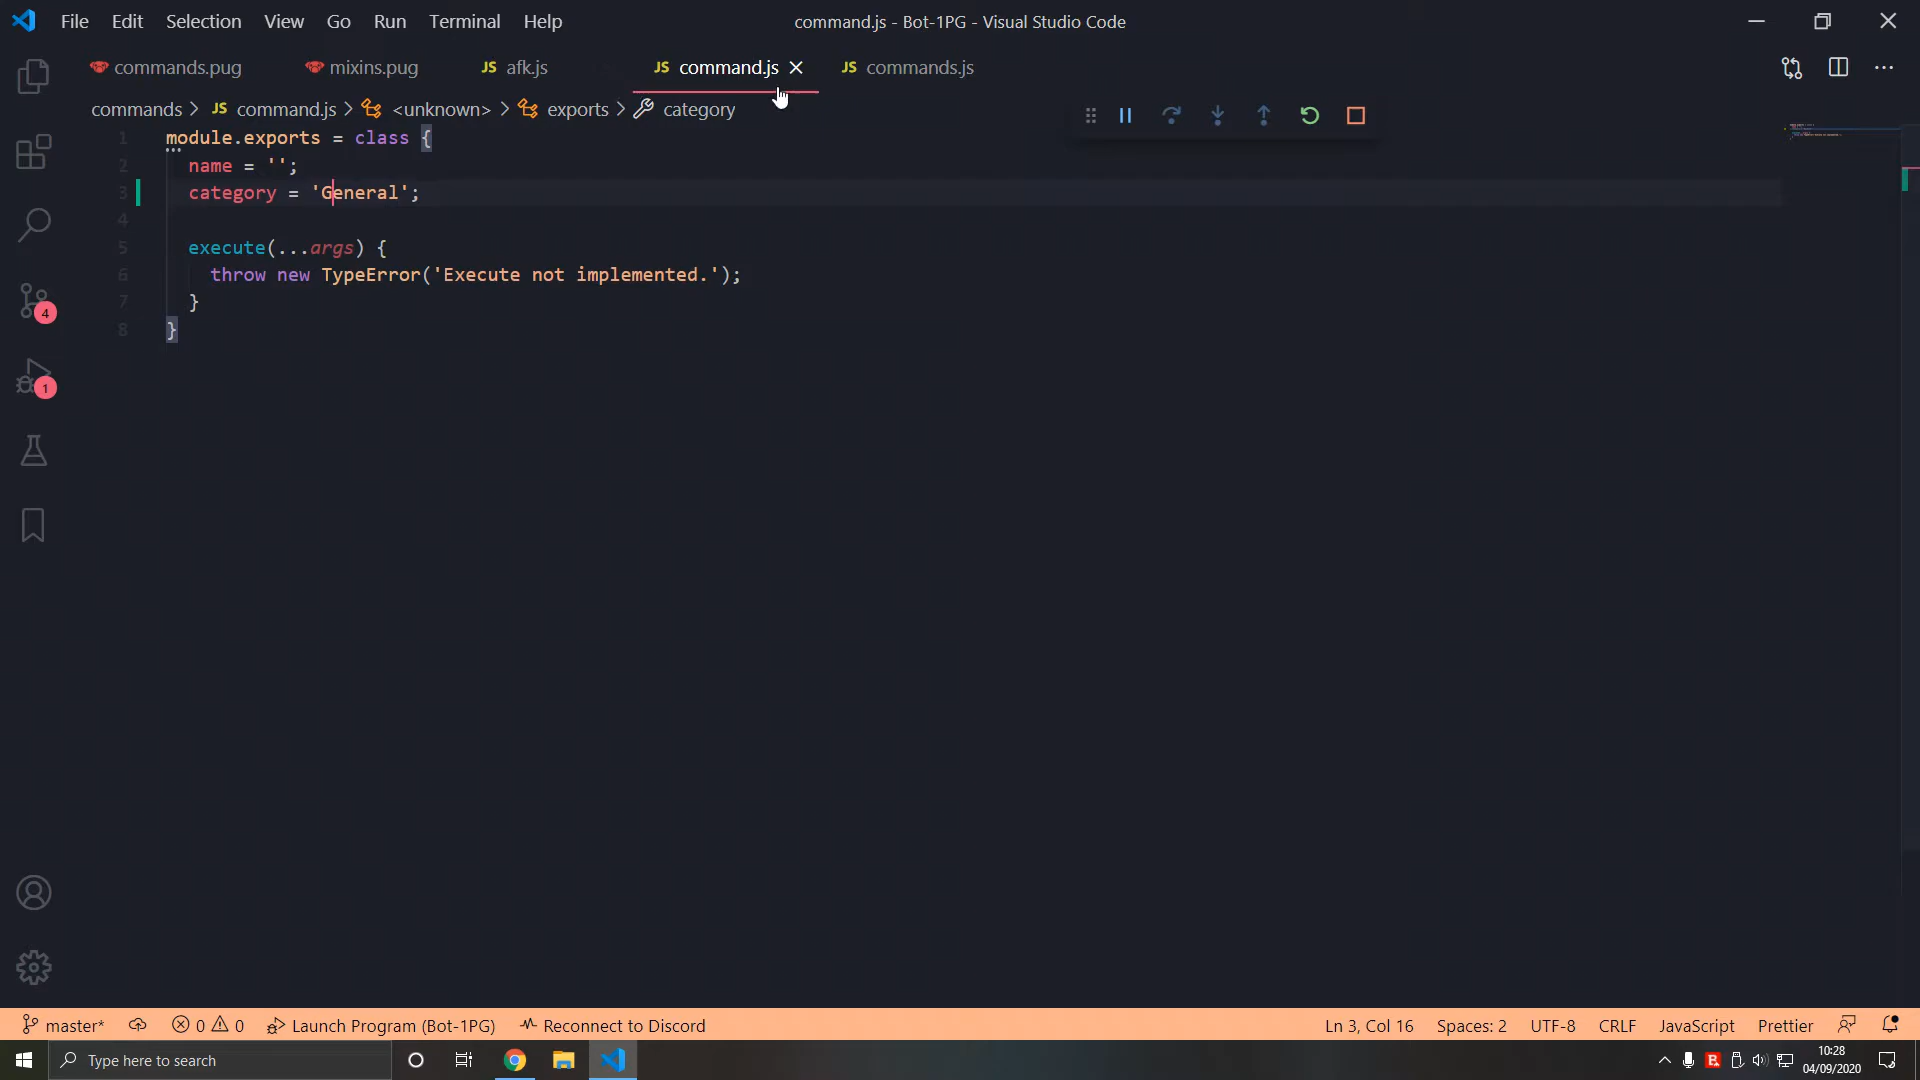 File Edit Selection View Go Run Terminal Help command.js - Bot-1PG - Visual Studio Code
commands.pug mixins.pug JS afk.js JS command.js JS commands.js
commands > JS command.js > <unknown> > exports > category
1 module.exports = class {
2 name = '';
3 category = 'General';
4
5 execute(...args) {
6 throw new TypeError('Execute not implemented.');
7 }
8 }
4
1
master* 0 0 Launch Program (Bot-1PG) Reconnect to Discord Ln 3, Col 16 Spaces: 2 UTF-8 CRLF JavaScript Prettier
Type here to search
10:28
04/09/2020